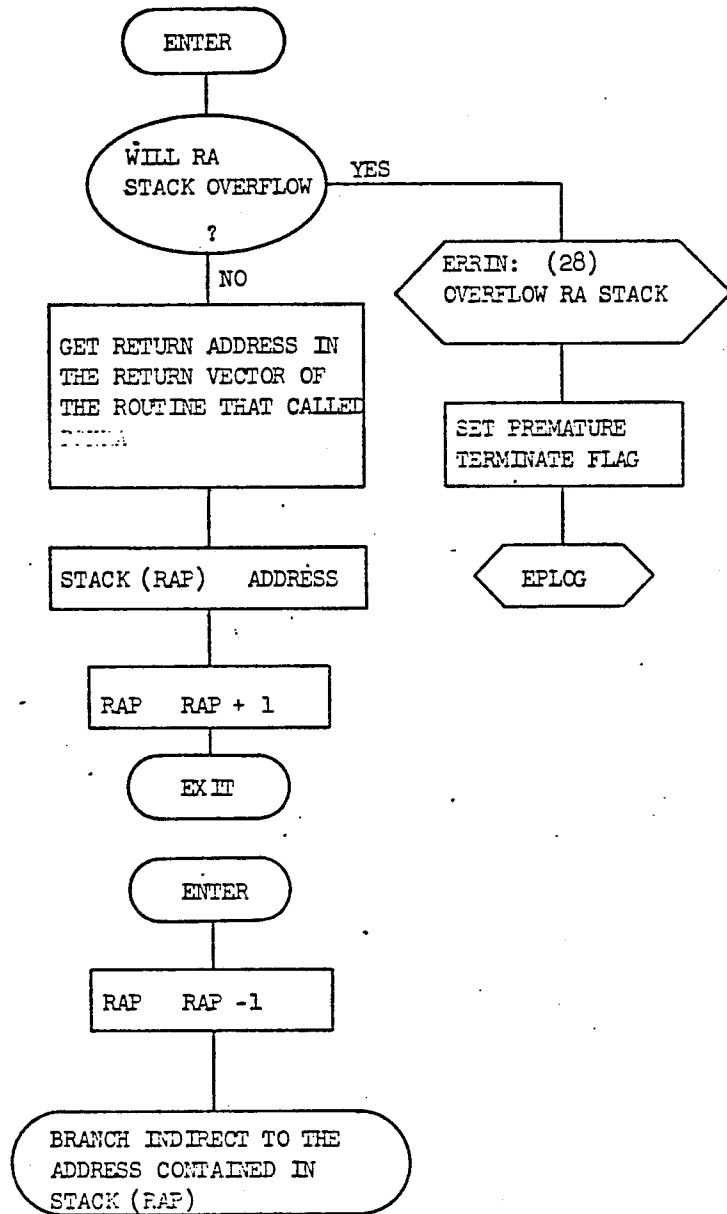 ENTER
WILL RA
STACK OVERFLOW
?
YES
NO
ERRIN: (28)
OVERFLOW RA STACK
GET RETURN ADDRESS IN
THE RETURN VECTOR OF
THE ROUTINE THAT CALLED
SET PREMATURE
TERMINATE FLAG
EPLOG
STACK (RAP) ADDRESS
RAP RAP + 1
EXIT
ENTER
RAP RAP -1
BRANCH INDIRECT TO THE
ADDRESS CONTAINED IN
STACK (RAP)